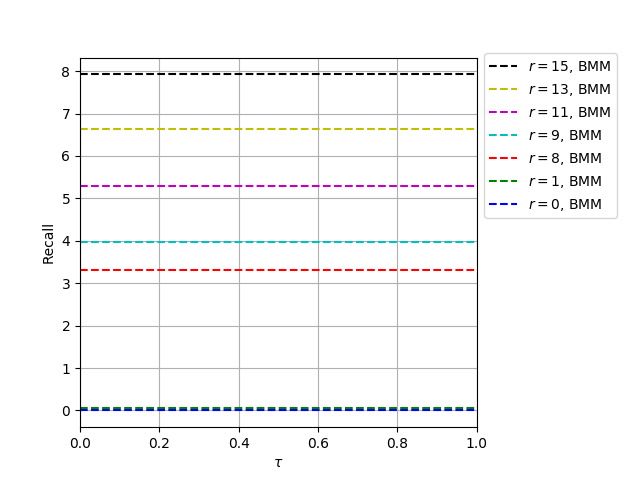 r = 15, BMM
r = 13, BMM
r = 11, BMM
r = 9, BMM
r = 8, BMM
r = 1, BMM
r = 0, BMM
8
7
6
5
4
3
2
1
0
Recall
0.0 0.2 0.4 0.6 0.8 1.0
τ